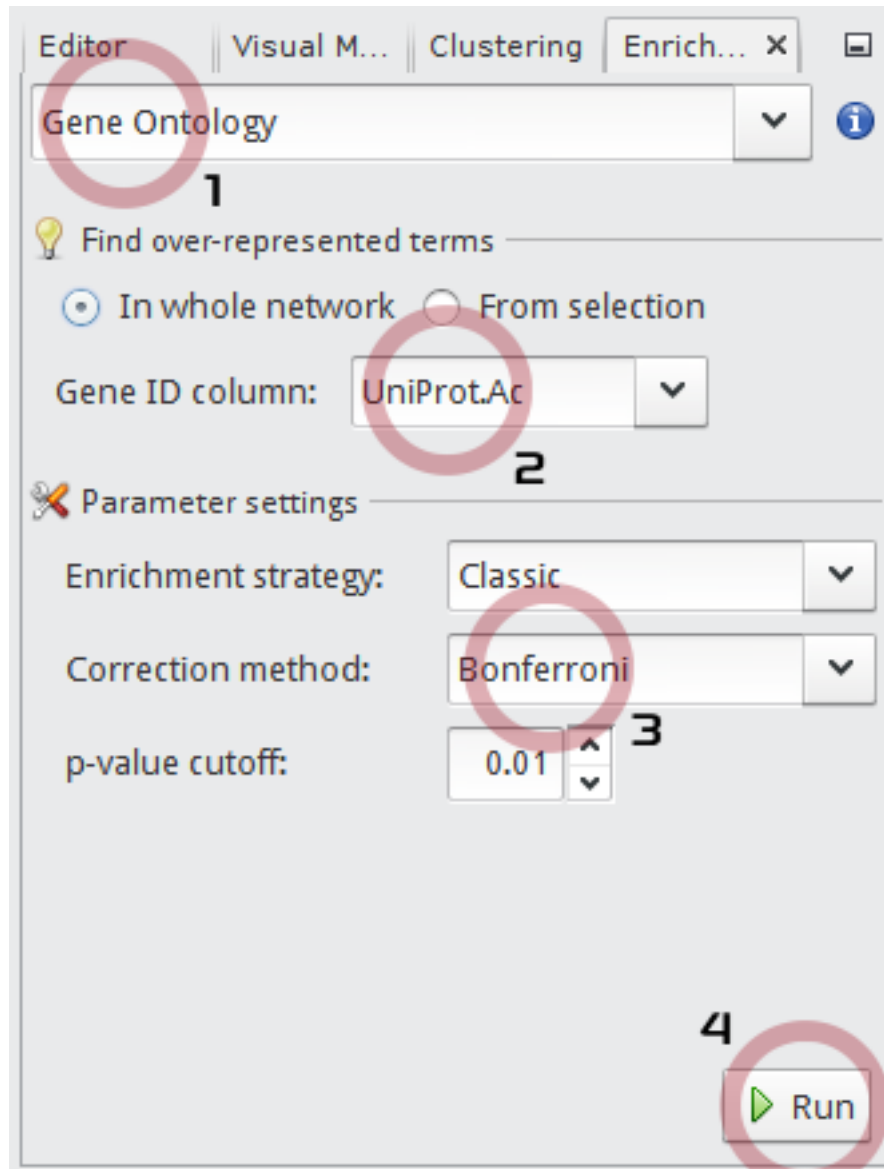 Editor Visual M... Clustering Enrich...
Gene Ontology
1
Find over-represented terms
In whole network From selection
Gene ID column: UniProt.Ac
2
Parameter settings
Enrichment strategy: Classic
Correction method: Bonferroni
3
p-value cutoff: 0.01
4
Run